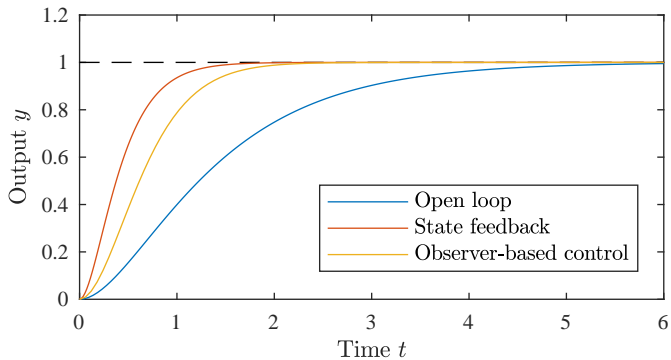 1.2
1
0.8
0.6
0.4
0.2
0
Output y
Open loop
State feedback
Observer-based control
0 1 2 3 4 5 6
Time t